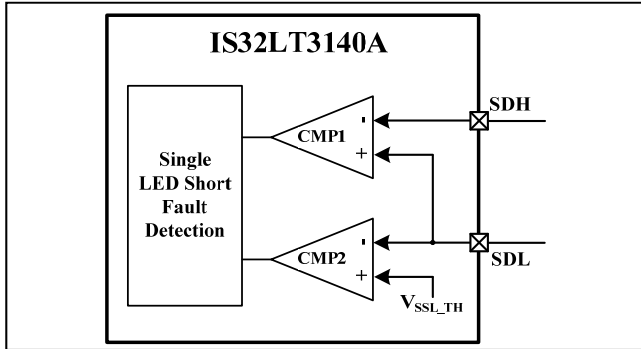 IS32LT3140A
Single
LED Short
Fault
Detection
CMP1
-
+
SDH
CMP2
-
+
SDL
VSSL_TH